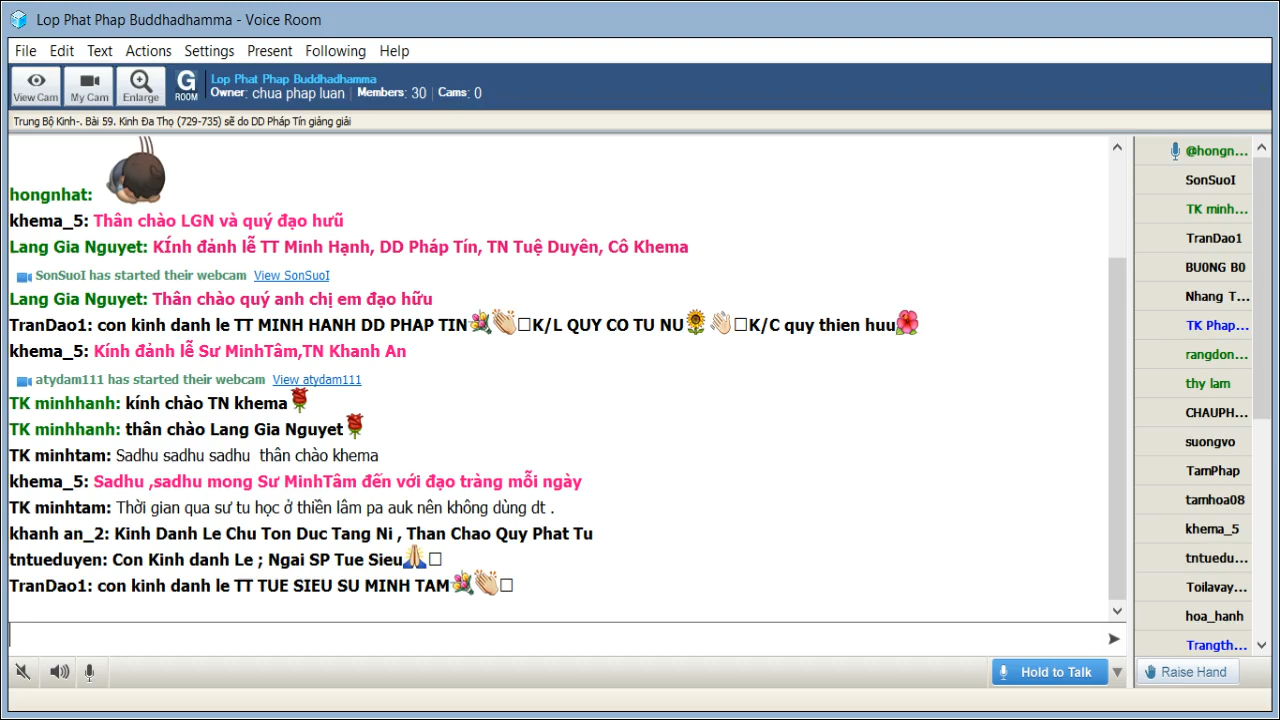 Lop Phat Phap Buddhadhamma - Voice Room
File Edit Text Actions Settings Present Following Help
View Cam My Cam Enlarge G ROOM
Lop Phat Phap Buddhadhamma
Owner: chua phap luan Members: 30 Cams: 0
Trung Bộ Kinh-. Bài 59. Kinh Đa Thọ (729-735) sẽ do DD Pháp Tín giảng giải
hongnhat:
khema_5: Thân chào LGN và quý đạo hưũ
Lang Gia Nguyet: KÍnh đảnh lễ TT Minh Hạnh, DD Pháp Tín, TN Tuệ Duyên, Cô Khema
SonSuoI has started their webcam View SonSuoI
Lang Gia Nguyet: Thân chào quý anh chị em đạo hữu
TranDao1: con kinh danh le TT MINH HANH DD PHAP TIN K/L QUY CO TU NU K/C quy thien huu
khema_5: Kính đảnh lễ Sư MinhTâm,TN Khanh An
atydam111 has started their webcam View atydam111
TK minhhanh: kính chào TN khema
TK minhhanh: thân chào Lang Gia Nguyet
TK minhtam: Sadhu sadhu sadhu thân chào khema
khema_5: Sadhu ,sadhu mong Sư MinhTâm đến với đạo tràng mỗi ngày
TK minhtam: Thời gian qua sư tu học ở thiền lâm pa auk nên không dùng dt .
khanh an_2: Kinh Danh Le Chu Ton Duc Tang Ni , Than Chao Quy Phat Tu
tntueduyen: Con Kinh danh Le ; Ngai SP Tue Sieu
TranDao1: con kinh danh le TT TUE SIEU SU MINH TAM
@hongn...
SonSuoI
TK minh...
TranDao1
BU0NG B0
Nhang T...
TK Phap...
rangdon...
thy lam
CHAUPH...
suongvo
TamPhap
tamhoa08
khema_5
tntuedu...
Toilavay...
hoa_hanh
Trangth...
Hold to Talk
Raise Hand